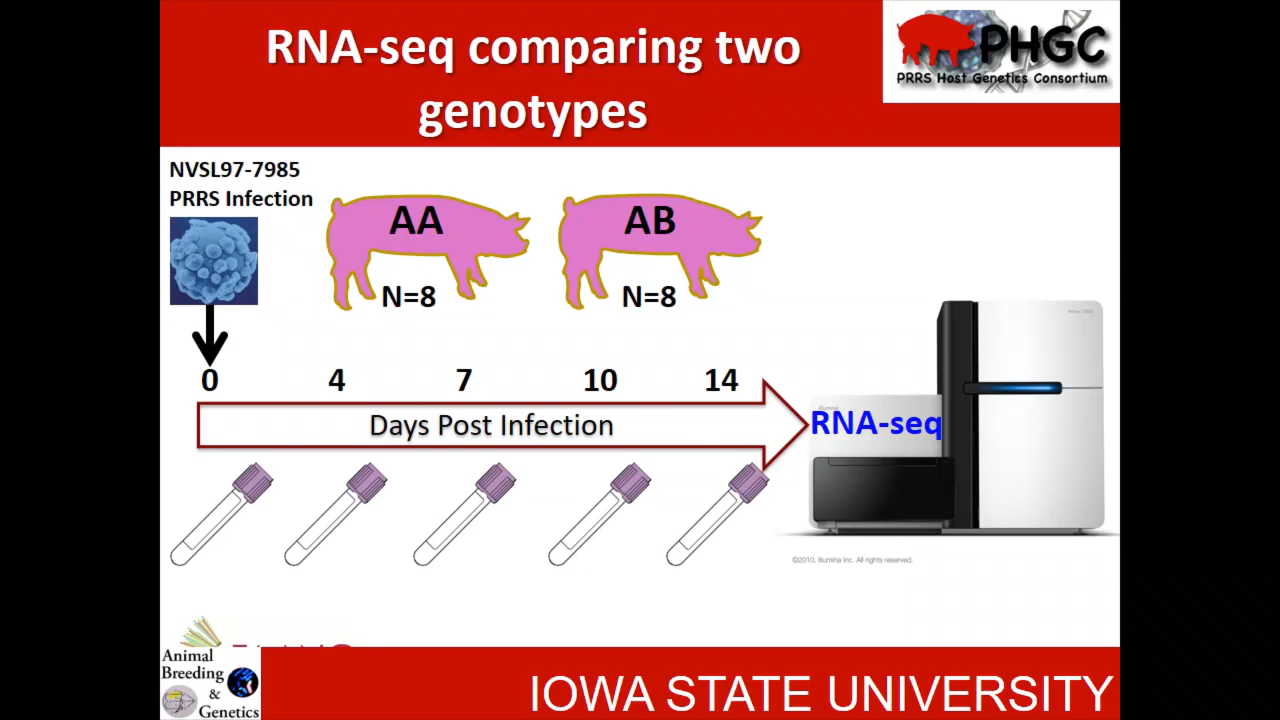 RNA-seq comparing two
genotypes
PHGC
PRRS Host Genetics Consortium
NVSL97-7985
PRRS Infection
AA
AB
N=8
N=8
0 4 7 10 14
Days Post Infection
RNA-seq
©2010, Illumina Inc. All rights reserved.
Animal
Breeding
&
Genetics
IOWA STATE UNIVERSITY